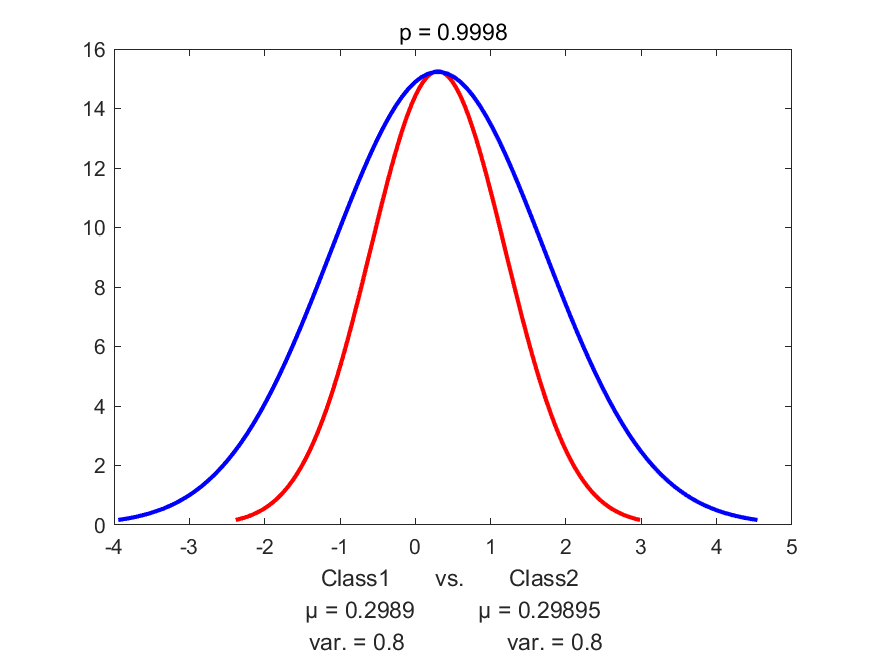 p = 0.9998
16
14
12
10
8
6
4
2
0
-4 -3 -2 -1 0 1 2 3 4 5
Class1 vs. Class2
μ = 0.2989 μ = 0.29895
var. = 0.8 var. = 0.8